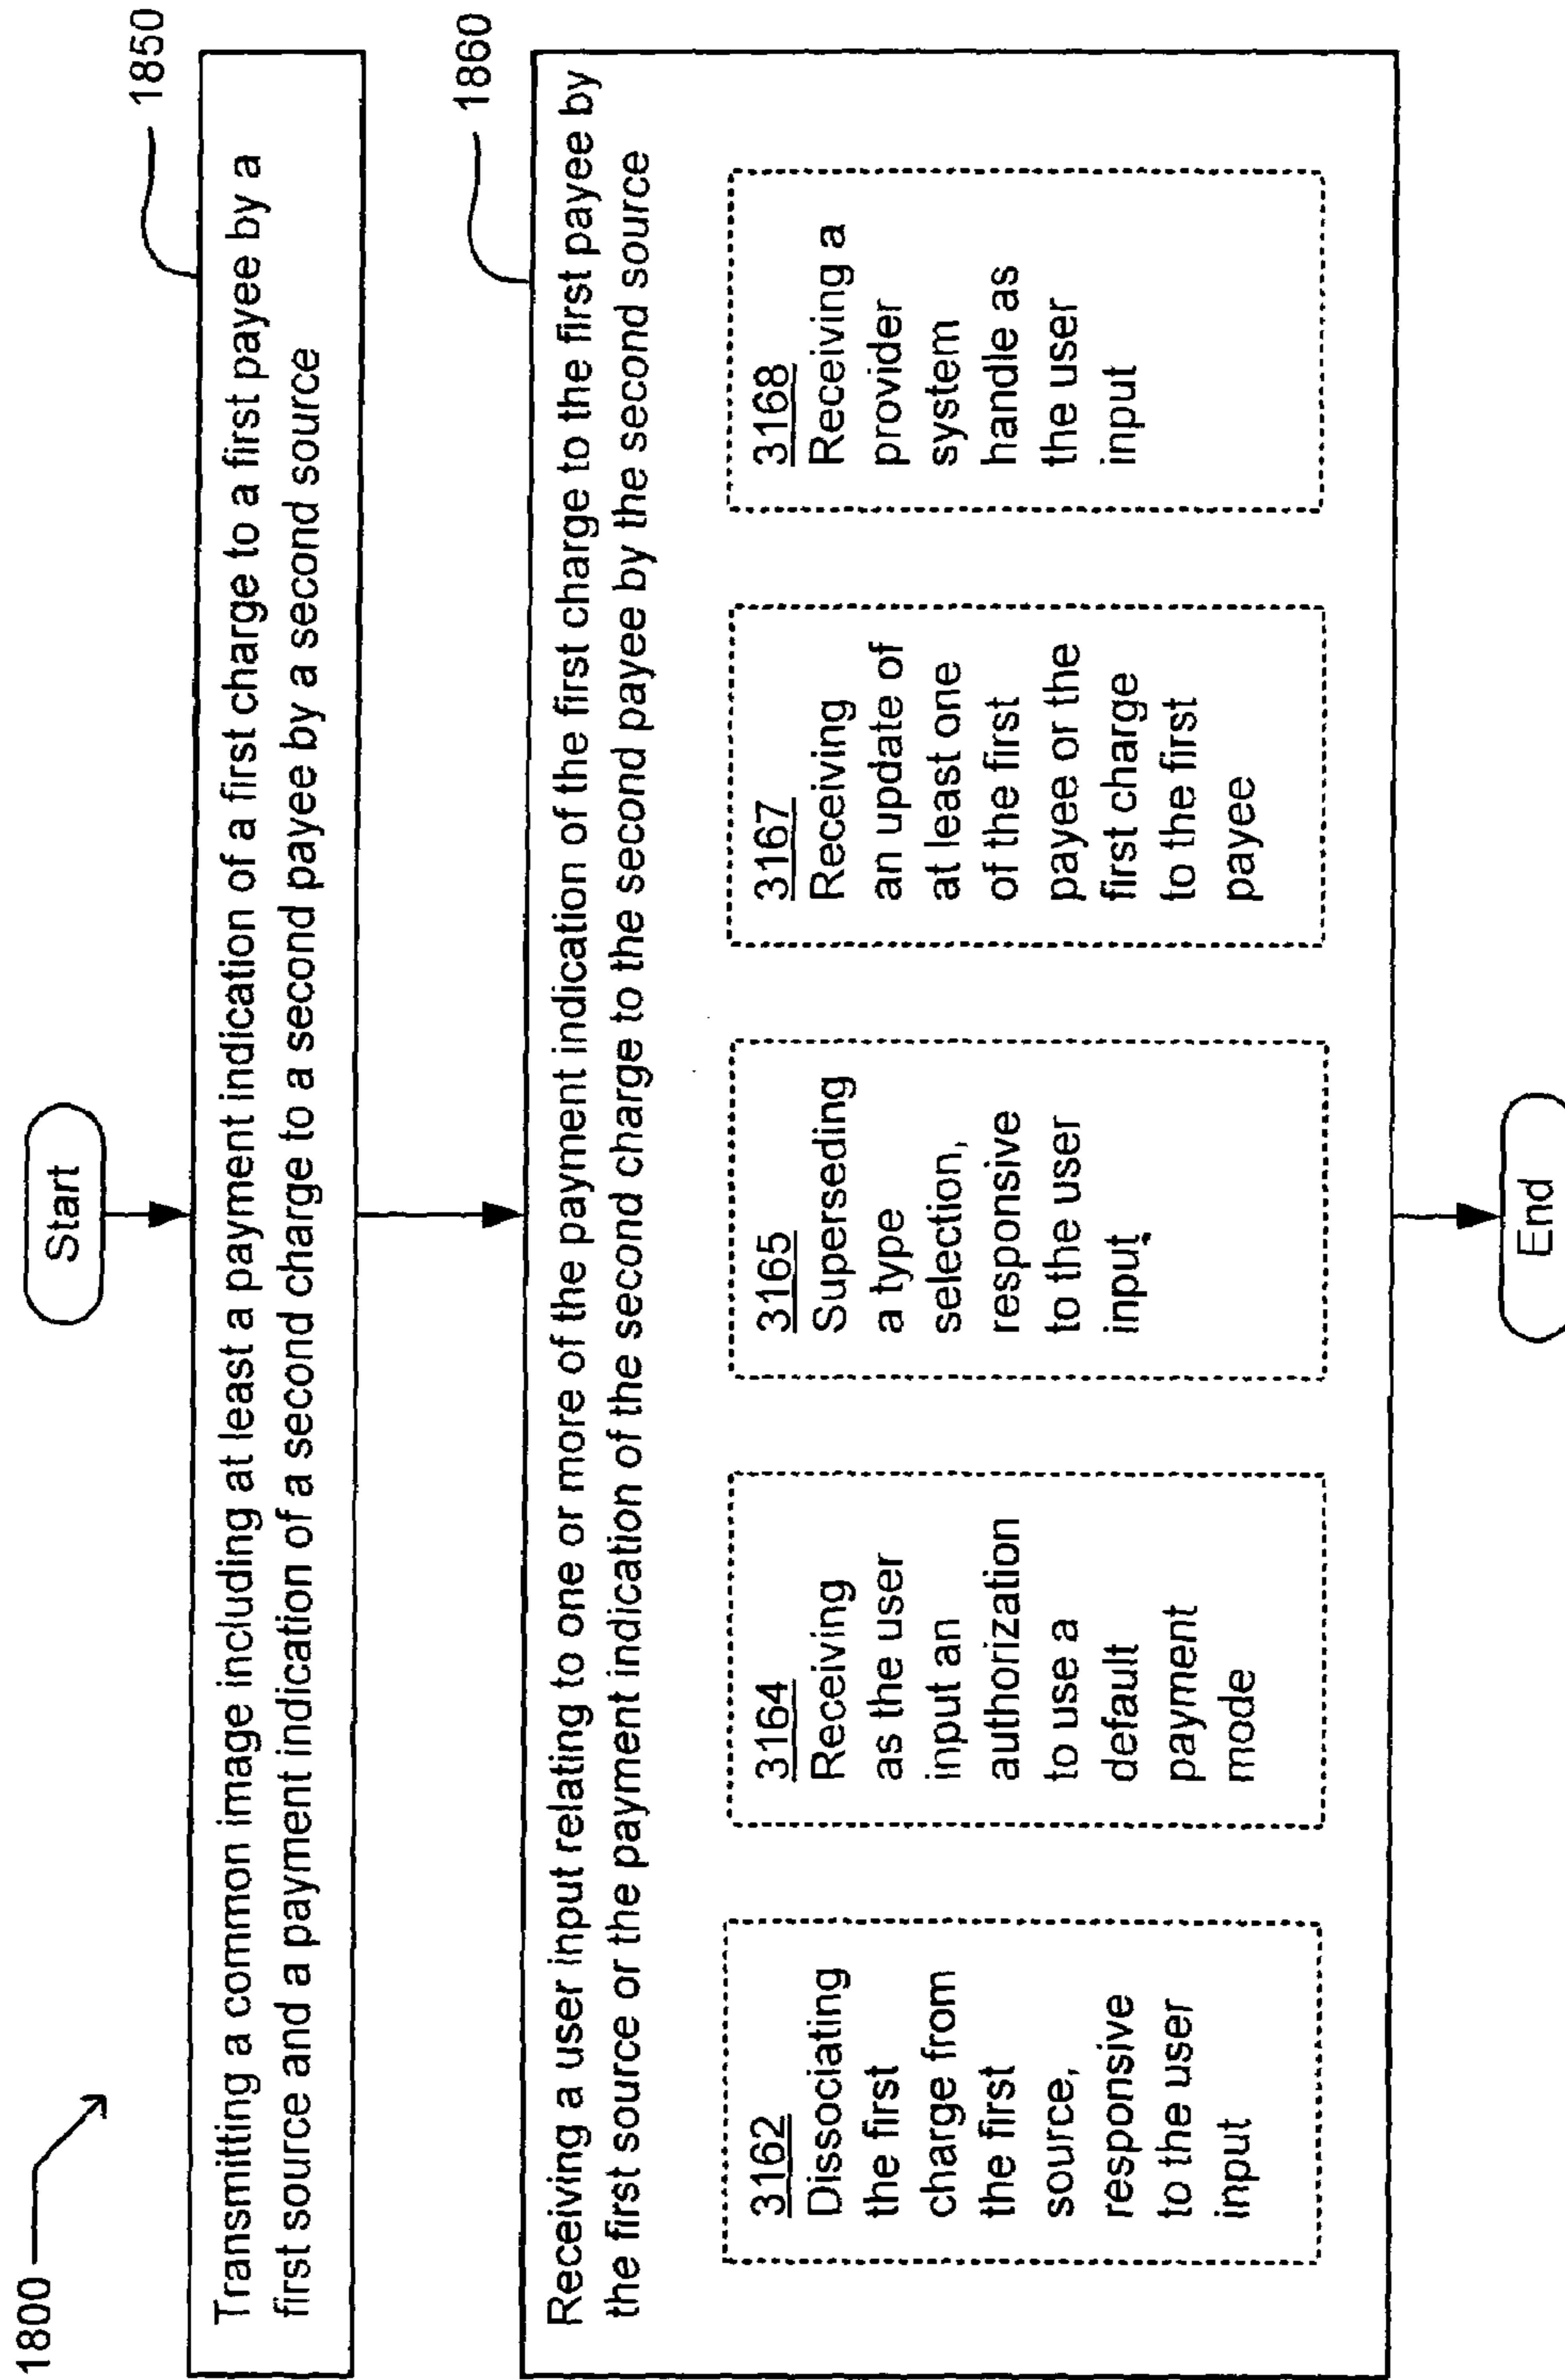 1800
Start
1850
Transmitting a common image including at least a payment indication of a first charge to a first payee by a
first source and a payment indication of a second charge to a second payee by a second source
1860
Receiving a user input relating to one or more of the payment indication of the first charge to the first payee by
the first source or the payment indication of the second charge to the second payee by the second source
3162
Dissociating
the first
charge from
the first
source,
responsive
to the user
input
3164
Receiving
as the user
input an
authorization
to use a
default
payment
mode
3165
Superseding
a type
selection,
responsive
to the user
input
3167
Receiving
an update of
at least one
of the first
payee or the
first charge
to the first
payee
3168
Receiving a
provider
system
handle as
the user
input
End